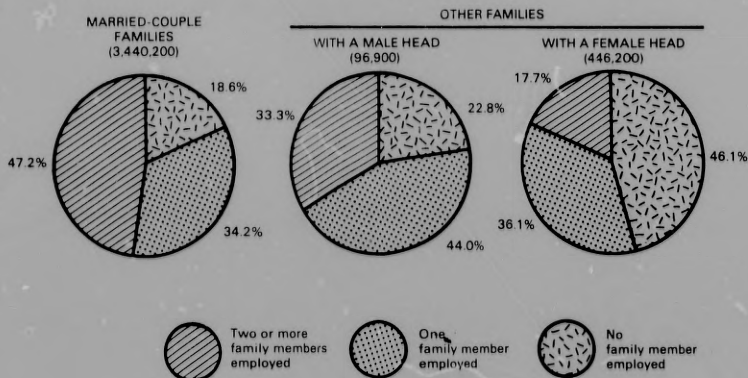 OTHER FAMILIES
MARRIED-COUPLE
FAMILIES
(3,440,200)
WITH A MALE HEAD
(96,900)
WITH A FEMALE HEAD
(446,200)
18.6%
47.2%
34.2%
33.3%
22.8%
44.0%
17.7%
46.1%
36.1%
Two or more
family members
employed
One
family member
employed
No
family member
employed